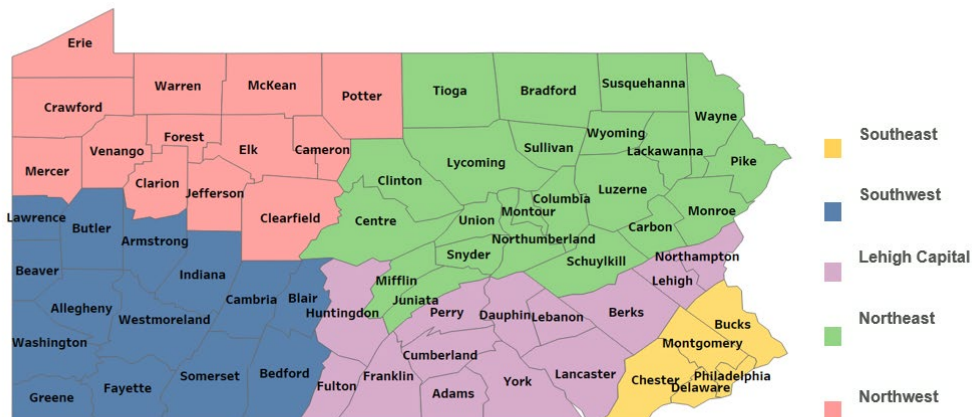 Erie
Warren
McKean
Potter
Tioga
Bradford
Susquehanna
Crawford
Wayne
Forest
Elk
Cameron
Venango
Sullivan
Wyoming
Lackawanna
Pike
Mercer
Clarion
Jefferson
Lycoming
Clinton
Luzerne
Columbia
Montour
Monroe
Clearfield
Centre
Union
Northumberland
Carbon
Lawrence
Butler
Armstrong
Snyder
Schuylkill
Northampton
Beaver
Indiana
Mifflin
Lehigh
Allegheny
Cambria
Blair
Huntingdon
Juniata
Perry
Dauphin
Lebanon
Berks
Westmoreland
Bucks
Washington
Montgomery
Cumberland
Greene
Fayette
Somerset
Bedford
Fulton
Franklin
Adams
York
Lancaster
Chester
Delaware
Philadelphia
Southeast
Southwest
Lehigh Capital
Northeast
Northwest